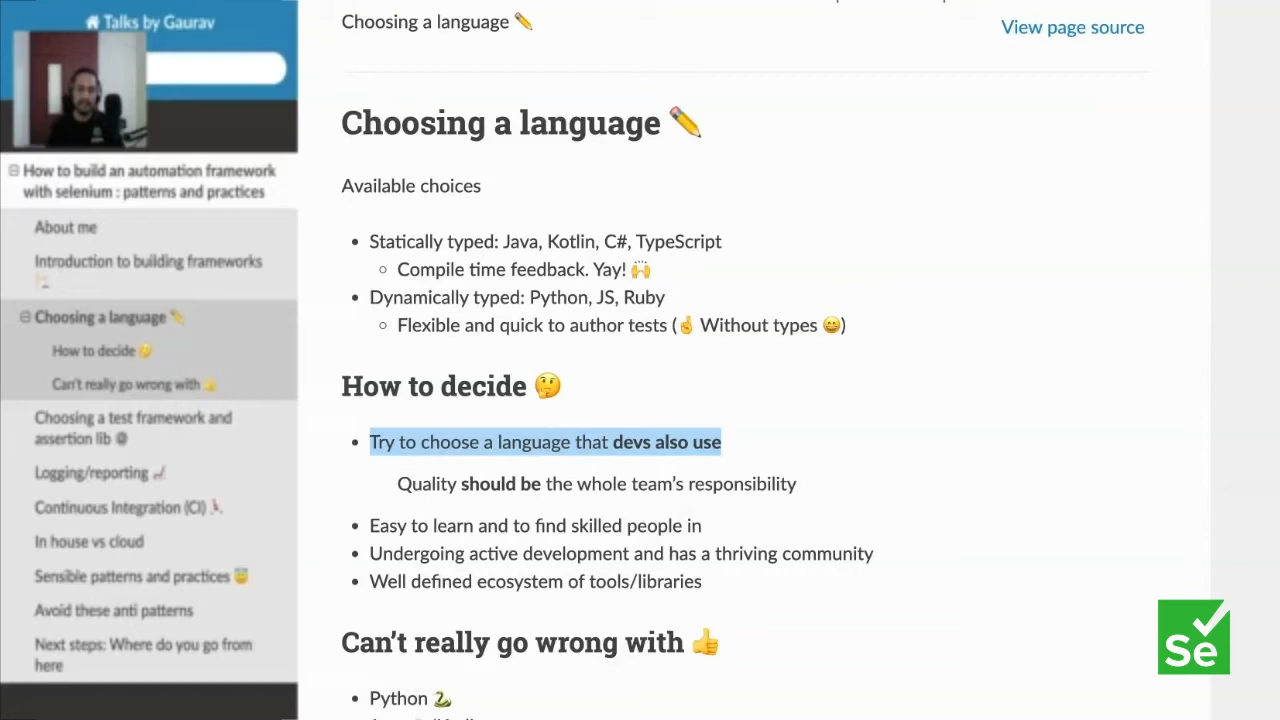 Talks by Gaurav
How to build an automation framework
with selenium : patterns and practices
About me
Introduction to building frameworks
Choosing a language ✏️
How to decide 🤔
Can't really go wrong with 👍
Choosing a test framework and
assertion lib @
Logging/reporting
Continuous Integration (CI)
In house vs cloud
Sensible patterns and practices 😇
Avoid these anti patterns
Next steps: Where do you go from
here
Choosing a language ✏️
View page source
Choosing a language ✏️
Available choices
• Statically typed: Java, Kotlin, C#, TypeScript
◦ Compile time feedback. Yay! 🙌
• Dynamically typed: Python, JS, Ruby
◦ Flexible and quick to author tests (🤞 Without types 😄)
How to decide 🤔
• Try to choose a language that devs also use
Quality should be the whole team's responsibility
• Easy to learn and to find skilled people in
• Undergoing active development and has a thriving community
• Well defined ecosystem of tools/libraries
Can't really go wrong with 👍
• Python 🐍
Se